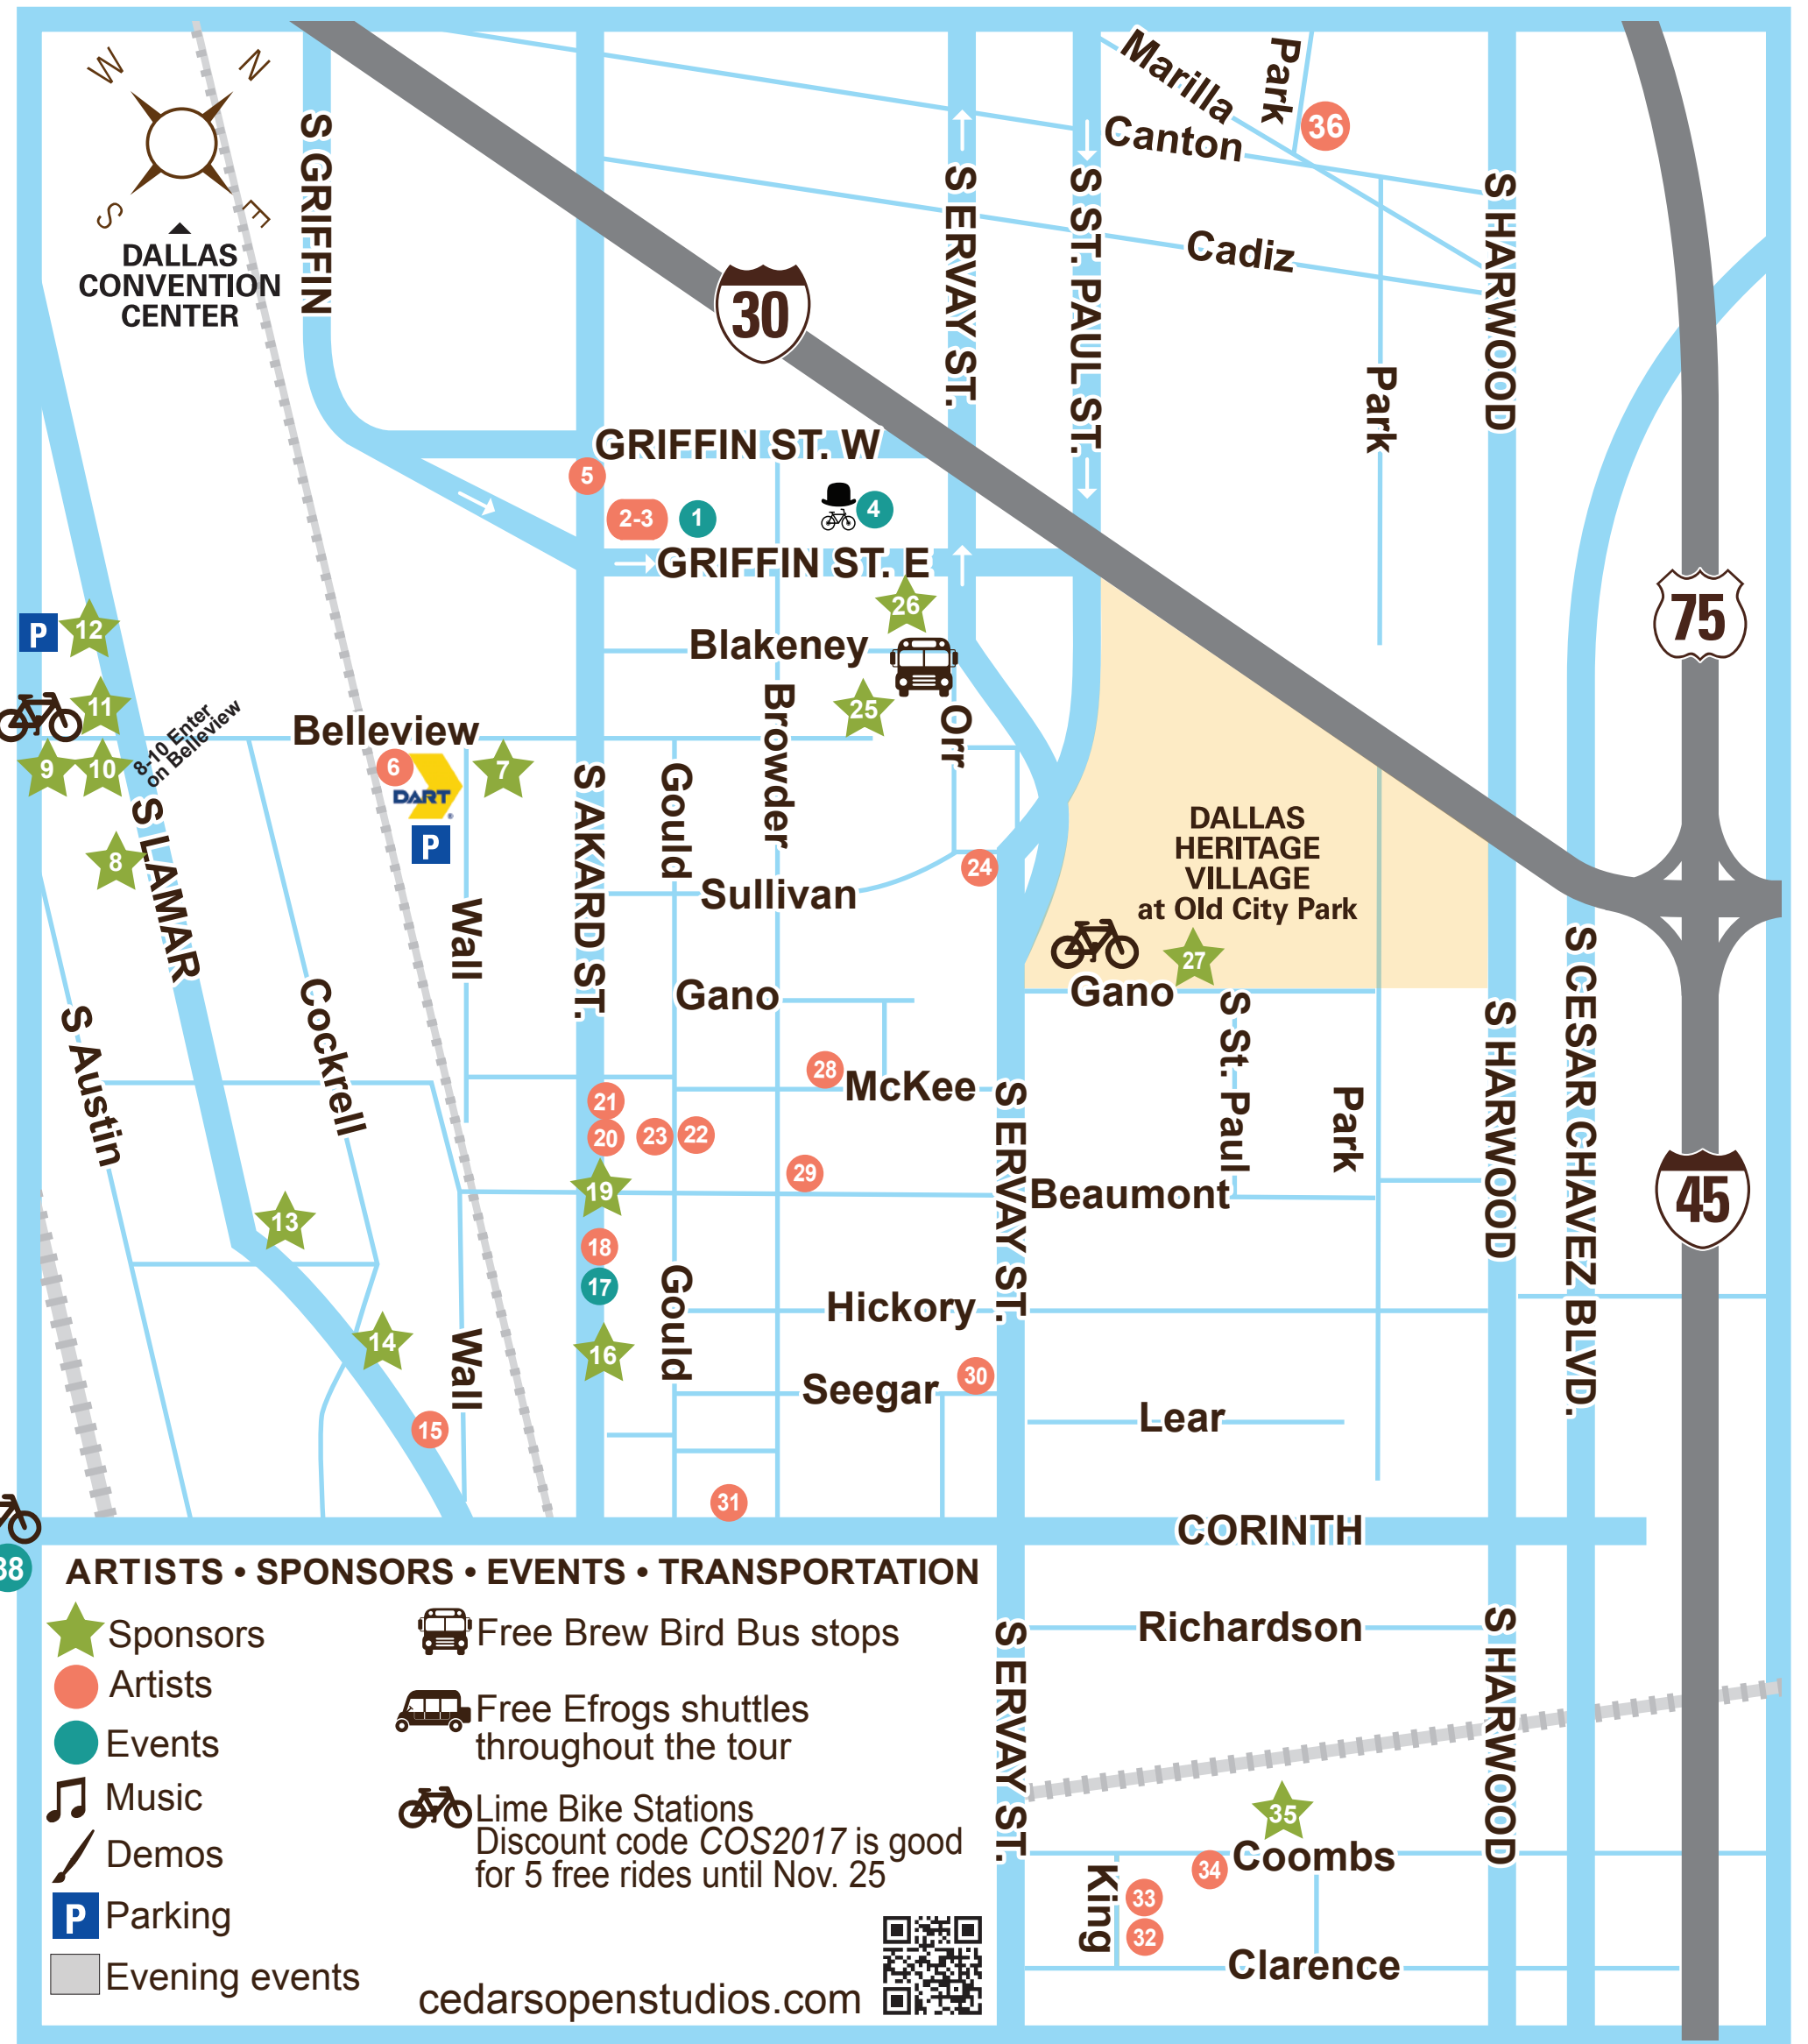 W
N
S
E
DALLAS
CONVENTION
CENTER
S GRIFFIN
30
S SERVAY ST.
S ST. PAUL ST.
Marilla
Park
36
Canton
Cadiz
Park
S HARWOOD
GRIFFIN ST. W
5
2-3
1
4
GRIFFIN ST. E
26
75
P
12
Blakeney
11
25
Browder
Orr
Belleview
8-10 Enter
on Belleview
9
10
6
DART
7
P
8
S LAMAR
S AKARD ST.
Gould
24
Sullivan
DALLAS
HERITAGE
VILLAGE
at Old City Park
27
Wall
Gano
Gano
S Austin
Cockrell
S St. Paul
S HARWOOD
S CESAR CHAVEZ BLVD.
28
McKee
S ERVAY ST.
Park
21
20
23
22
29
19
Beaumont
45
13
18
17
Gould
Hickory
14
Wall
16
Seegar
30
Lear
15
31
CORINTH
38
ARTISTS • SPONSORS • EVENTS • TRANSPORTATION
Sponsors
Artists
Events
Music
Demos
P Parking
Evening events
Free Brew Bird Bus stops
Free Efrogs shuttles
throughout the tour
Lime Bike Stations
Discount code COS2017 is good
for 5 free rides until Nov. 25
cedarsopenstudios.com
S ERVAY ST.
Richardson
S HARWOOD
35
34
Coombs
King
33
32
Clarence